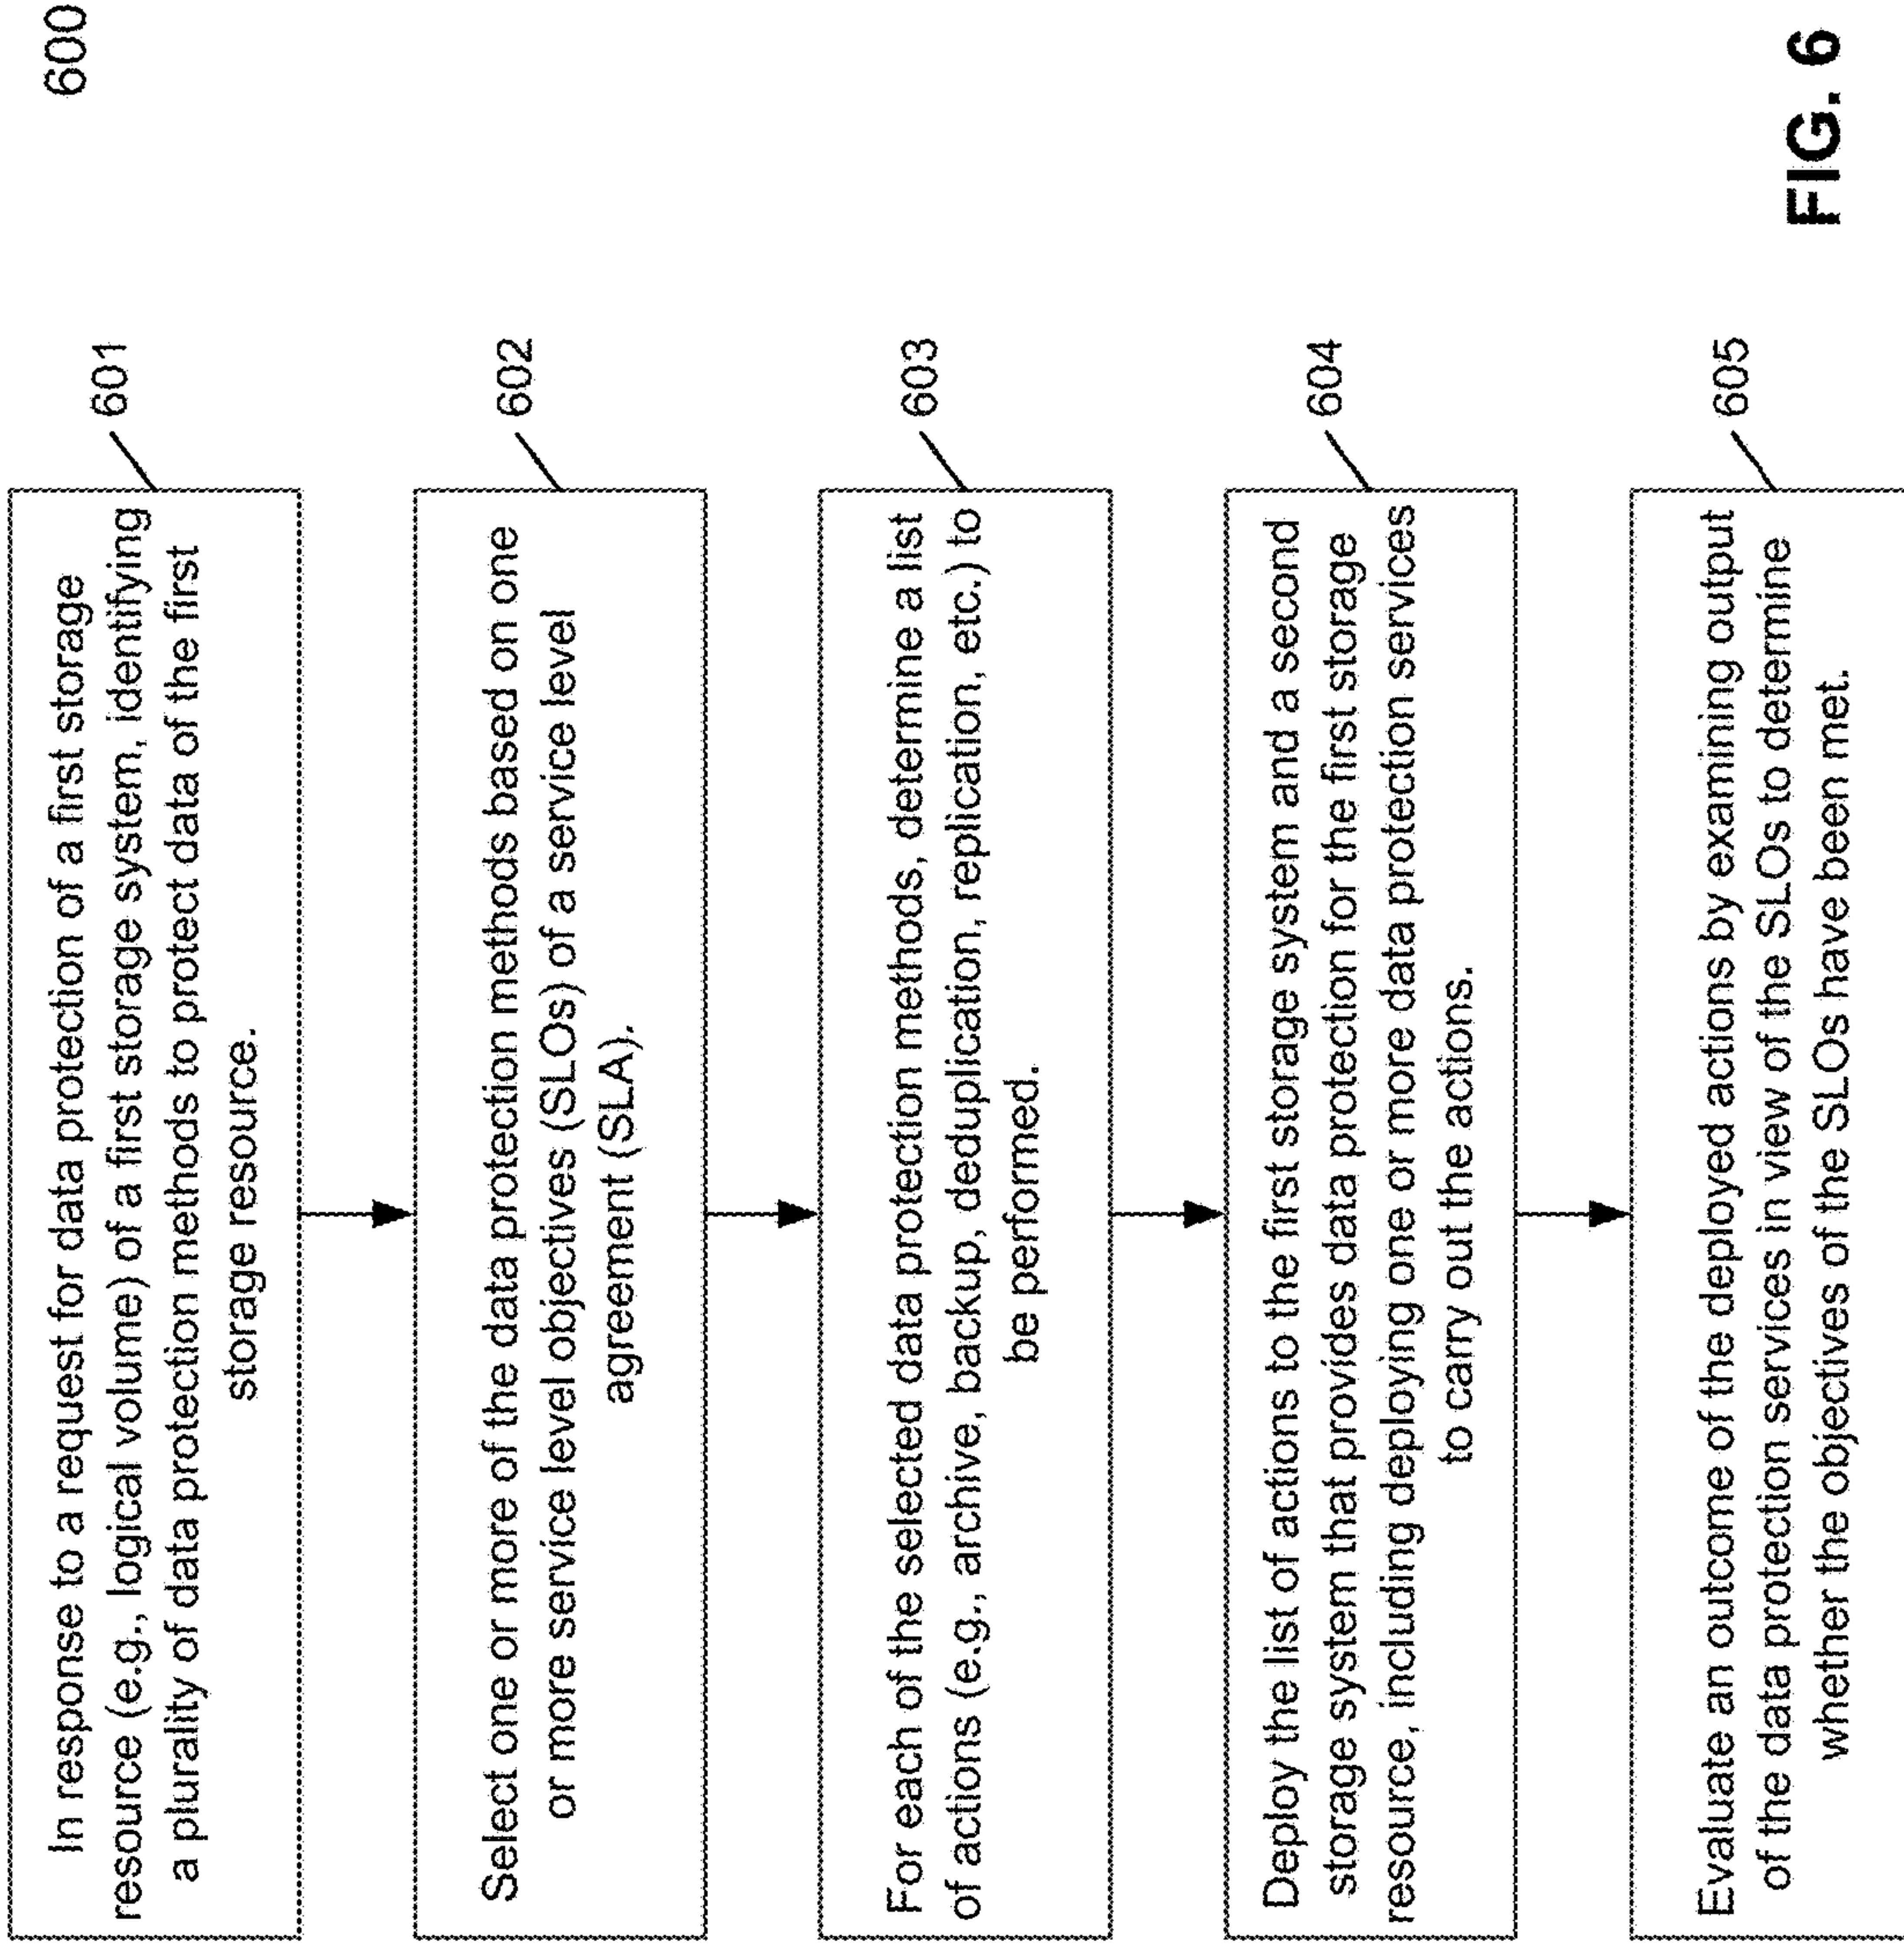 600
In response to a request for data protection of a first storage
resource (e.g., logical volume) of a first storage system, identifying
a plurality of data protection methods to protect data of the first
storage resource.
601
Select one or more of the data protection methods based on one
or more service level objectives (SLOs) of a service level
agreement (SLA).
602
For each of the selected data protection methods, determine a list
of actions (e.g., archive, backup, deduplication, replication, etc.) to
be performed.
603
Deploy the list of actions to the first storage system and a second
storage system that provides data protection for the first storage
resource, including deploying one or more data protection services
to carry out the actions.
604
Evaluate an outcome of the deployed actions by examining output
of the data protection services in view of the SLOs to determine
whether the objectives of the SLOs have been met.
605
FIG. 6